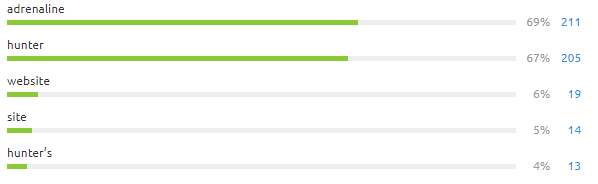 adrenaline
69% 211
hunter
67% 205
website
6% 19
site
5% 14
hunter's
4% 13